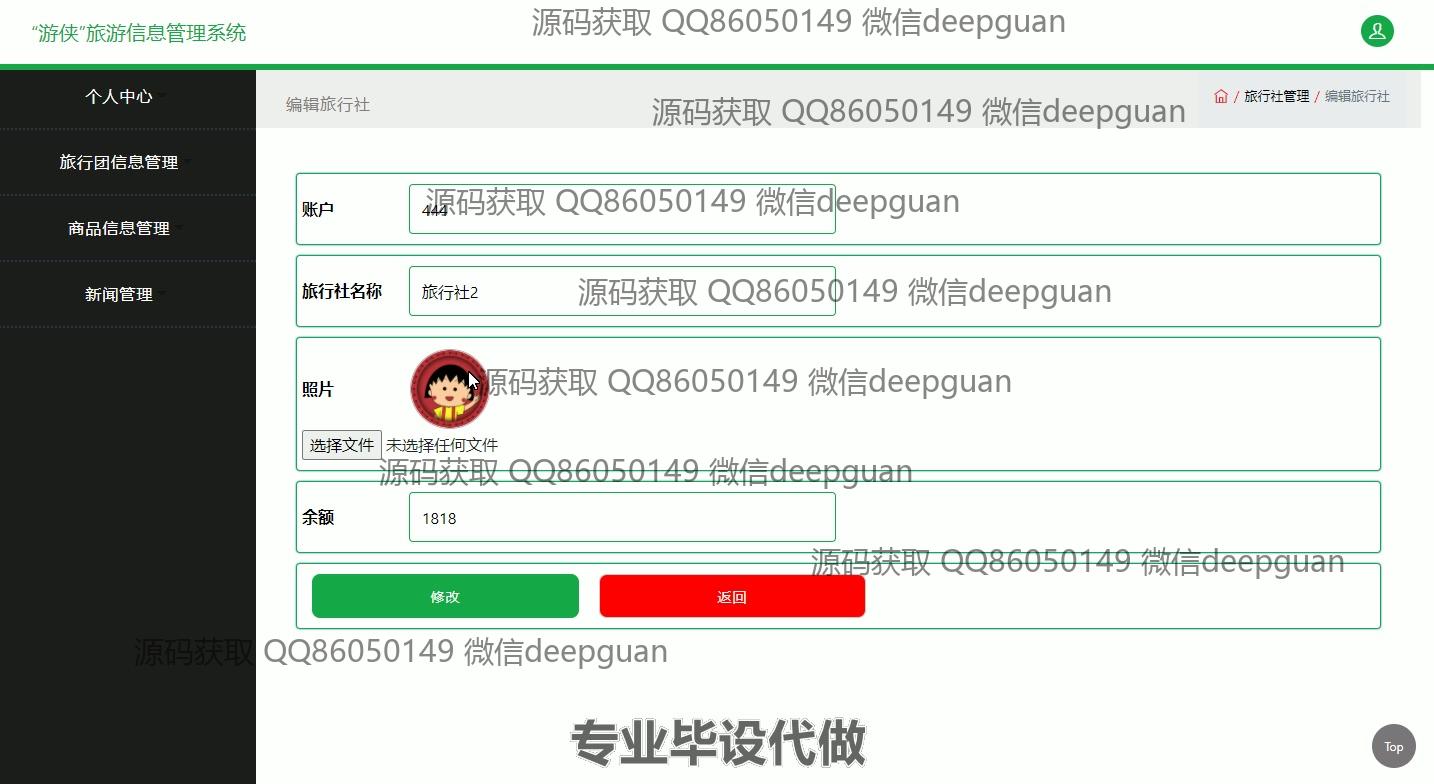 “游侠”旅游信息管理系统
源码获取 QQ86050149 微信deepguan
个人中心
旅行团信息管理
商品信息管理
新闻管理
编辑旅行社
源码获取 QQ86050149 微信deepguan
/ 旅行社管理 / 编辑旅行社
账户
444
源码获取 QQ86050149 微信deepguan
旅行社名称
旅行社2
源码获取 QQ86050149 微信deepguan
照片
源码获取 QQ86050149 微信deepguan
选择文件 未选择任何文件
源码获取 QQ86050149 微信deepguan
余额
1818
源码获取 QQ86050149 微信deepguan
修改
返回
源码获取 QQ86050149 微信deepguan
专业毕设代做
Top